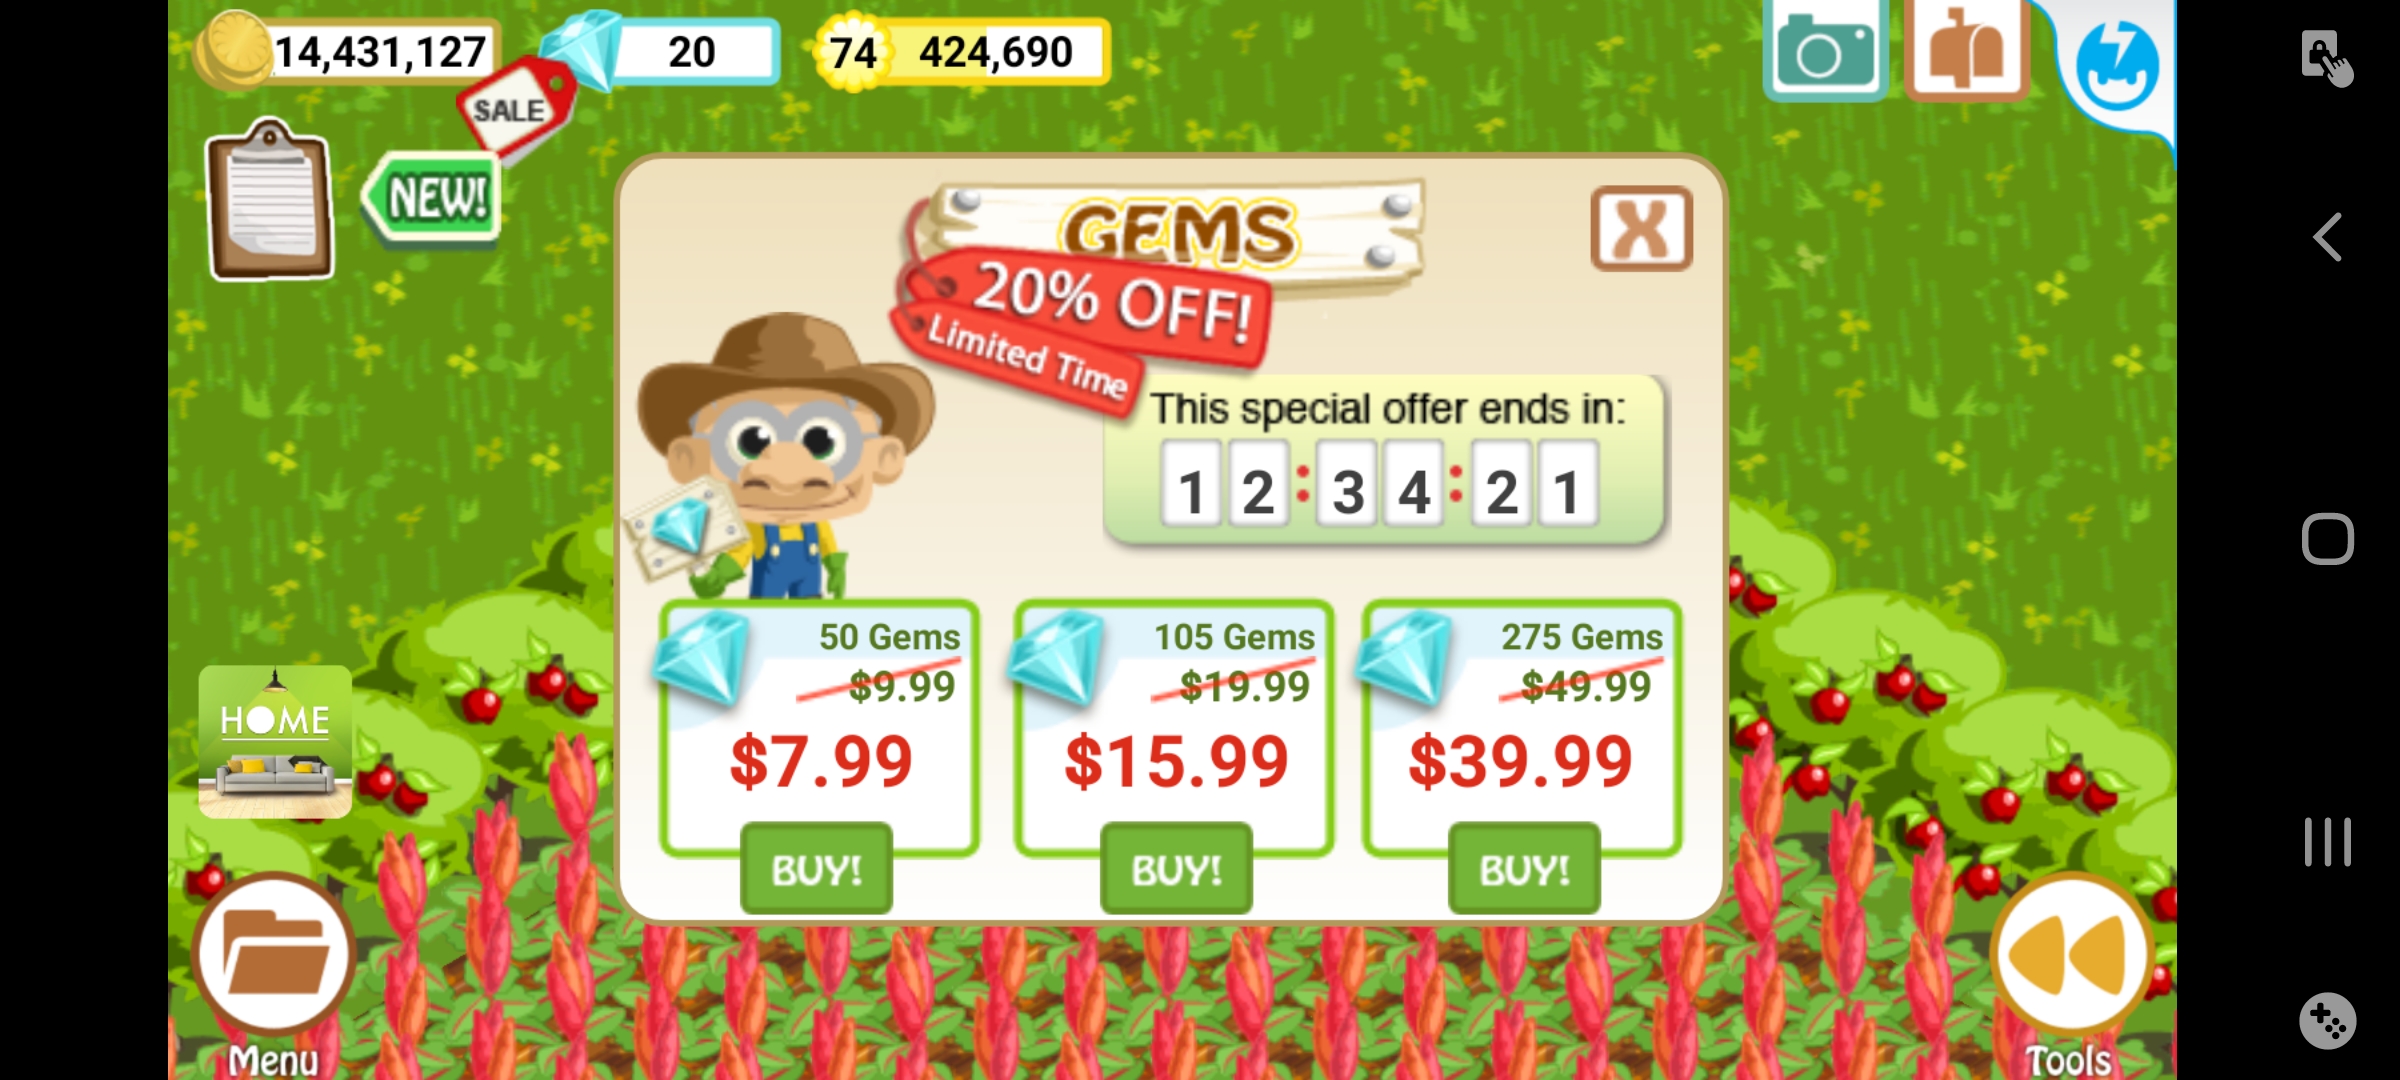 14,431,127
20
74 424,690
SALE
NEW!
GEMS
20% OFF!
Limited Time
X
This special offer ends in:
12:34:21
50 Gems
$9.99
$7.99
BUY!
105 Gems
$19.99
$15.99
BUY!
275 Gems
$49.99
$39.99
BUY!
HOME
Menu
Tools